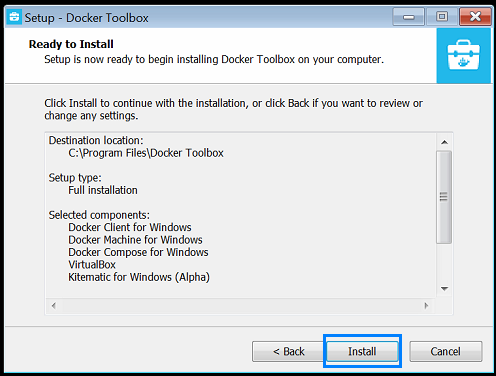 Setup - Docker Toolbox
Ready to Install
Setup is now ready to begin installing Docker Toolbox on your computer.
Click Install to continue with the installation, or click Back if you want to review or
change any settings.
Destination location:
C:\Program Files\Docker Toolbox
Setup type:
Full installation
Selected components:
Docker Client for Windows
Docker Machine for Windows
Docker Compose for Windows
VirtualBox
Kitematic for Windows (Alpha)
< Back
Install
Cancel